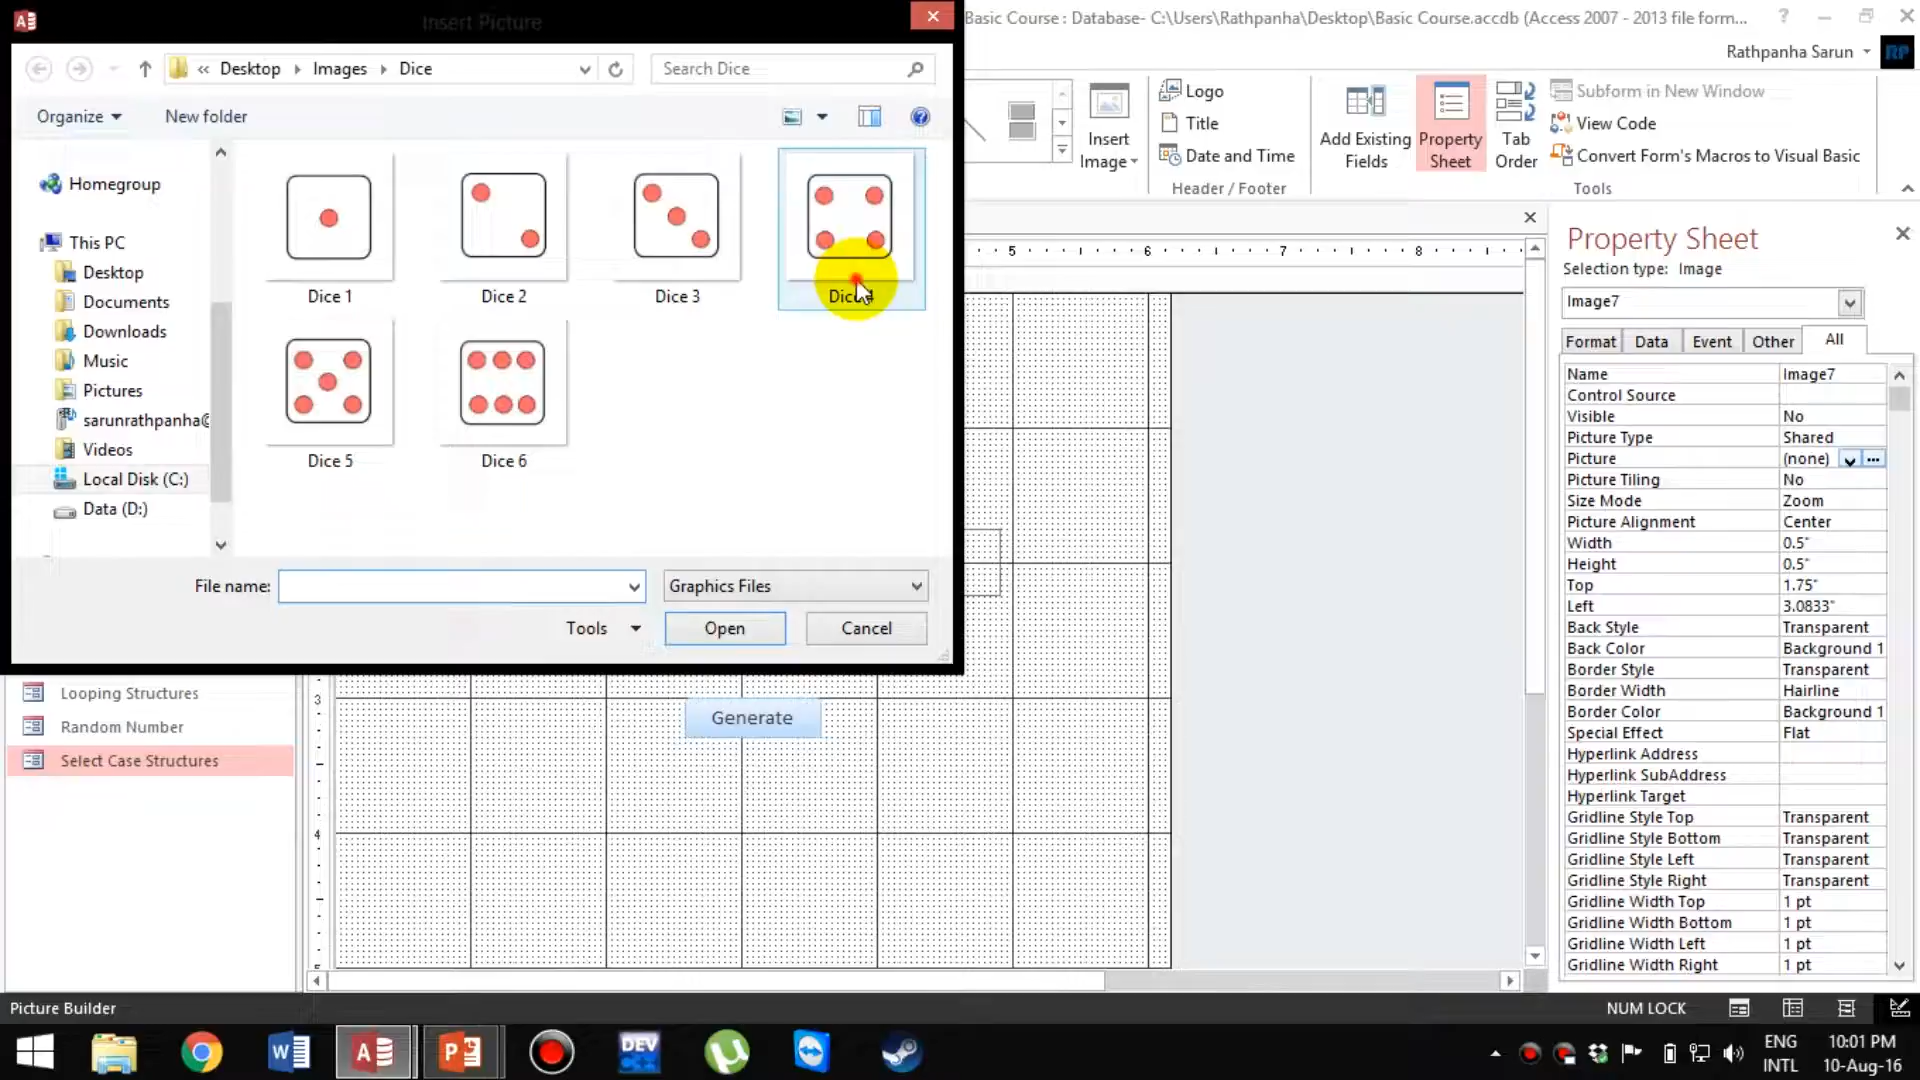 Insert Picture
Basic Course : Database- C:\Users\Rathpanha\Desktop\Basic Course.accdb (Access 2007 - 2013 file form...
Rathpanha Sarun
RP
« Desktop Images Dice
Search Dice
Organize
New folder
Homegroup
This PC
Desktop
Documents
Downloads
Music
Pictures
sarunrathpanha@
Videos
Local Disk (C:)
Data (D:)
Dice 1
Dice 2
Dice 3
Dice 5
Dice 6
File name:
Graphics Files
Tools
Open
Cancel
Insert
Image
Logo
Title
Date and Time
Header / Footer
Add Existing
Fields
Property
Sheet
Tab
Order
Subform in New Window
View Code
Convert Form's Macros to Visual Basic
Tools
5 6 7 8
3
4
Generate
Looping Structures
Random Number
Select Case Structures
Property Sheet
Selection type: Image
Image7
Format Data Event Other All
Name Image7
Control Source
Visible No
Picture Type Shared
Picture (none)
Picture Tiling No
Size Mode Zoom
Picture Alignment Center
Width 0.5"
Height 0.5"
Top 1.75"
Left 3.0833"
Back Style Transparent
Back Color Background 1
Border Style Transparent
Border Width Hairline
Border Color Background 1
Special Effect Flat
Hyperlink Address
Hyperlink SubAddress
Hyperlink Target
Gridline Style Top Transparent
Gridline Style Bottom Transparent
Gridline Style Left Transparent
Gridline Style Right Transparent
Gridline Width Top 1 pt
Gridline Width Bottom 1 pt
Gridline Width Left 1 pt
Gridline Width Right 1 pt
Picture Builder
NUM LOCK
DEV
ENG
INTL
10:01 PM
10-Aug-16